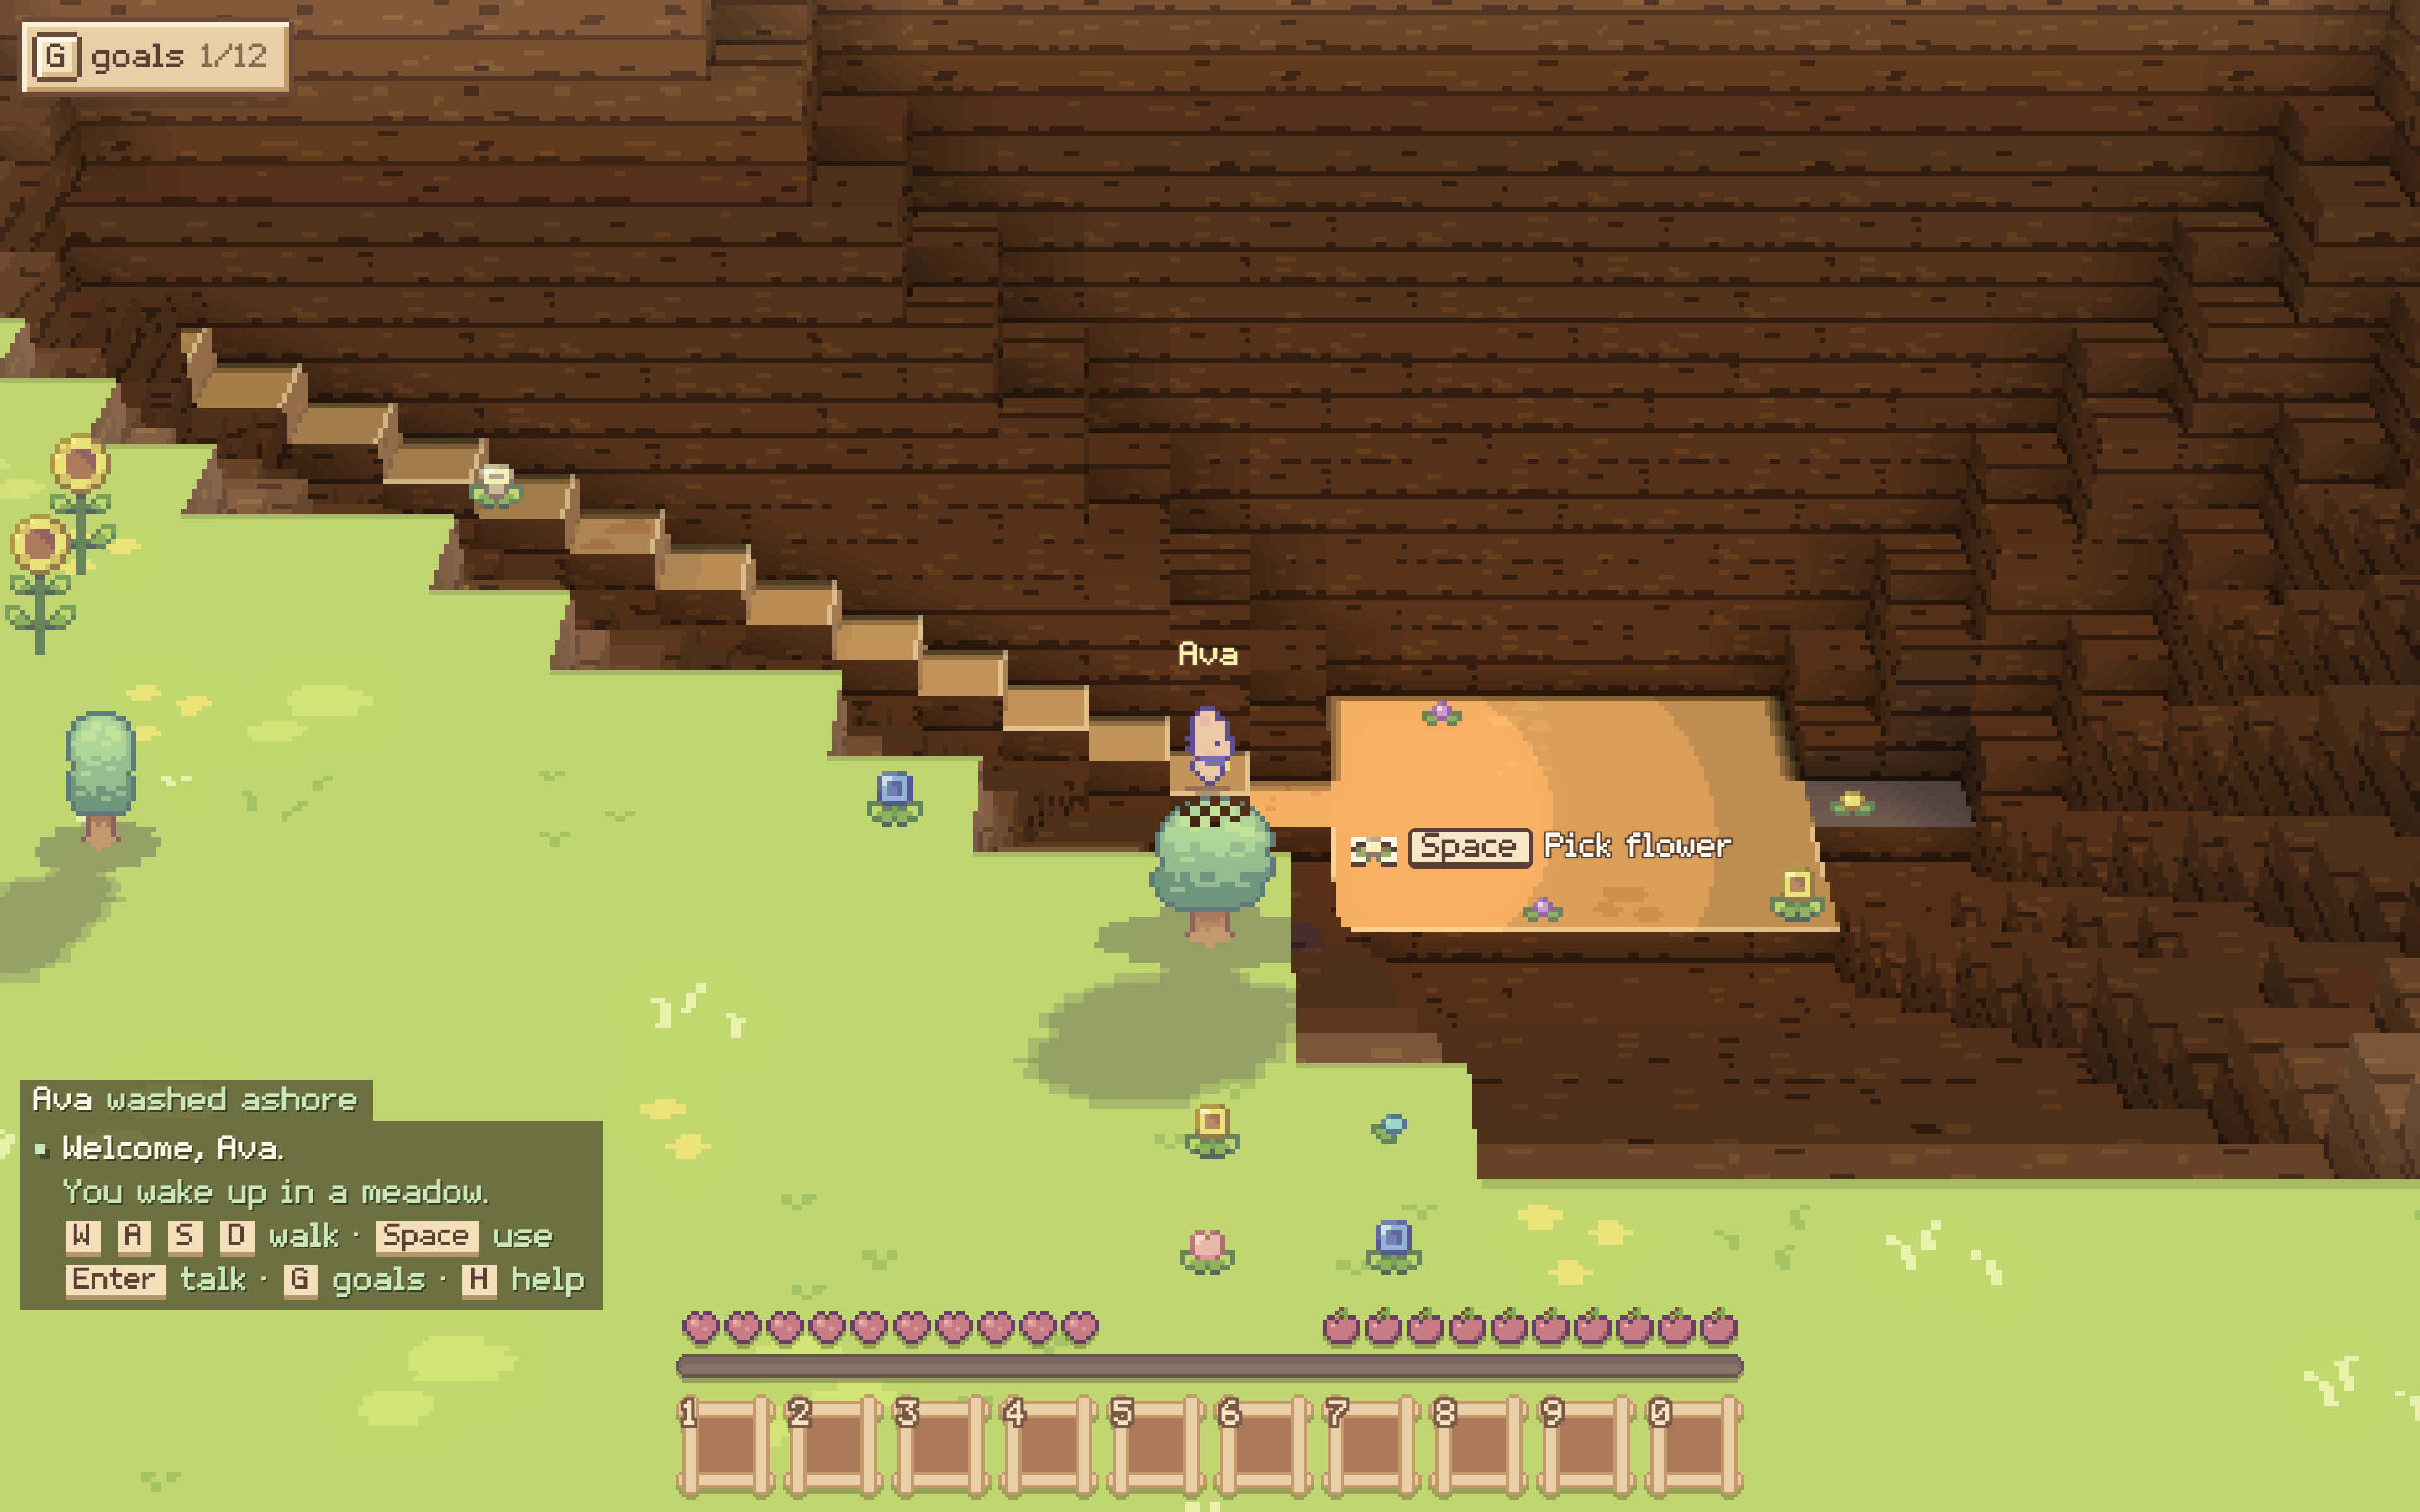 G goals 1/12
Ava
Space Pick flower
Ava washed ashore
Welcome, Ava.
You wake up in a meadow.
W A S D walk · Space use
Enter talk · G goals · H help
1 2 3 4 5 6 7 8 9 0